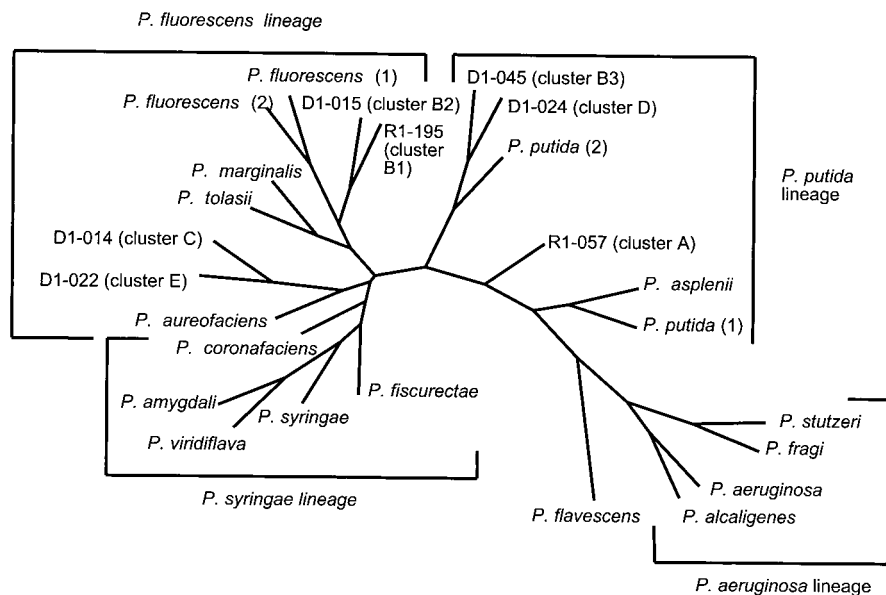 P. fluorescens lineage
P. fluorescens (1)
P. fluorescens (2)
D1-015 (cluster B2)
R1-195
(cluster
B1)
P. marginalis
P. tolasii
D1-014 (cluster C)
D1-022 (cluster E)
P. aureofaciens
P. coronafaciens
P. amygdali
P. viridiflava
P. syringae
P. fiscurectae
P. syringae lineage
D1-045 (cluster B3)
D1-024 (cluster D)
P. putida (2)
P. putida
lineage
R1-057 (cluster A)
P. asplenii
P. putida (1)
P. stutzeri
P. fragi
P. aeruginosa
P. alcaligenes
P. flavescens
P. aeruginosa lineage